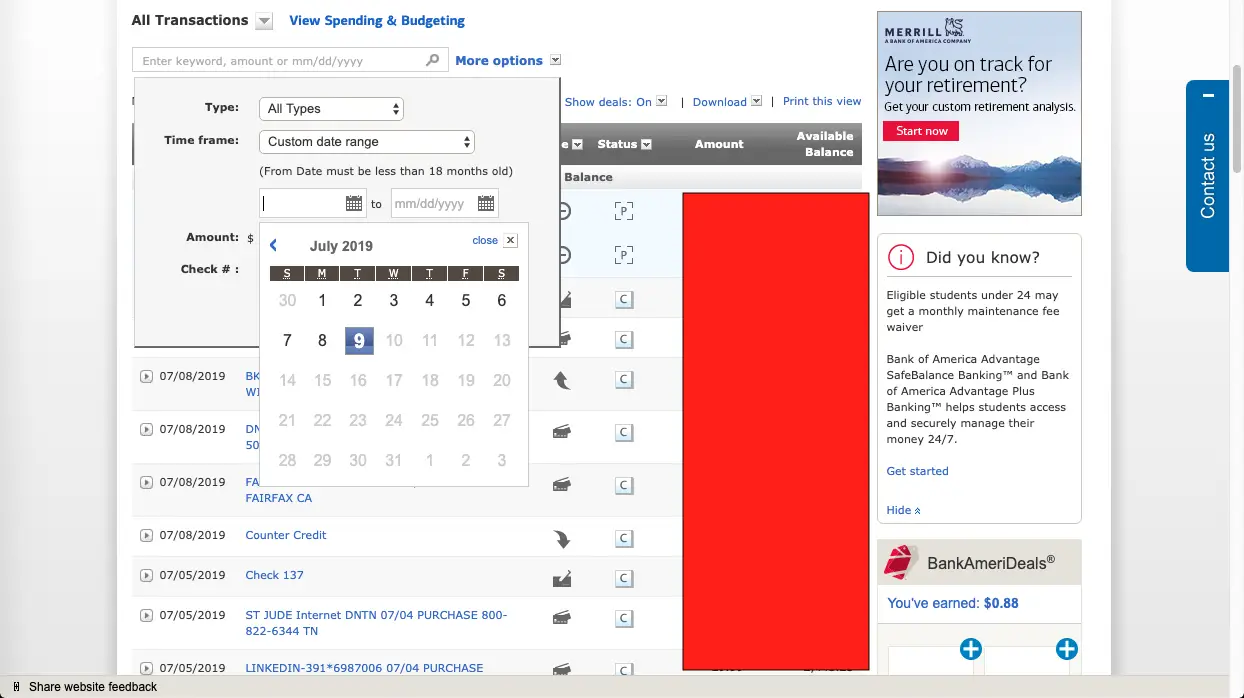 All Transactions View Spending & Budgeting
Enter keyword, amount or mm/dd/yyyy More options
Type: All Types
Show deals: On | Download | Print this view
Time frame: Custom date range
e Status Amount Available Balance
(From Date must be less than 18 months old)
Balance
to mm/dd/yyyy
P
Amount: $
July 2019 close x
P
Check # :
S M T W T F S
30 1 2 3 4 5 6
C
7 8 9 10 11 12 13
C
14 15 16 17 18 19 20
21 22 23 24 25 26 27
28 29 30 31 1 2 3
07/08/2019 BK C
WI
07/08/2019 DN C
50
07/08/2019 FA C
FAIRFAX CA
07/08/2019 Counter Credit C
07/05/2019 Check 137 C
07/05/2019 ST JUDE Internet DNTN 07/04 PURCHASE 800- C
822-6344 TN
07/05/2019 LINKEDIN-391*6987006 07/04 PURCHASE C
MERRILL
A BANK OF AMERICA COMPANY
Are you on track for
your retirement?
Get your custom retirement analysis.
Start now
Contact us
i Did you know?
Eligible students under 24 may
get a monthly maintenance fee
waiver
Bank of America Advantage
SafeBalance Banking™ and Bank
of America Advantage Plus
Banking™ helps students access
and securely manage their
money 24/7.
Get started
Hide
BankAmeriDeals®
You've earned: $0.88
Share website feedback